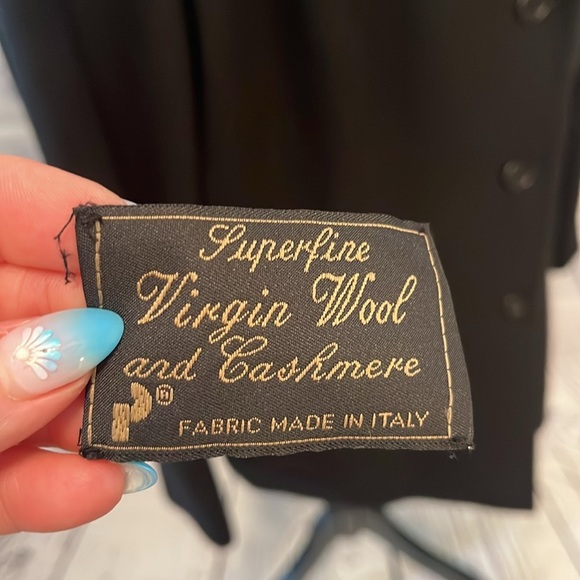 Superfine
Virgin Wool
and Cashmere
FABRIC MADE IN ITALY